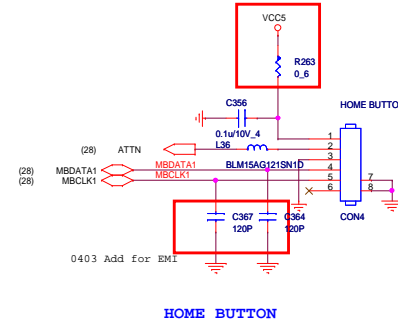 VCC5
R263
0_6
C356
HOME BUTTO
0.1u/10V_4
1
(28) ATTN
L36
2
3
BLM15AG121SN1D
(28) MBDATA1 MBDATA1
4
(28) MBCLK1 MBCLK1
5
7
6
8
C367
C364
CON4
120P
120P
0403 Add for EMI
HOME BUTTON